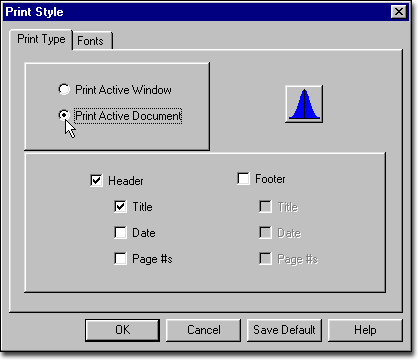 Print Style
Print Type Fonts
Print Active Window
Print Active Document
Header Footer
Title Title
Date Date
Page #s Page #s
OK Cancel Save Default Help